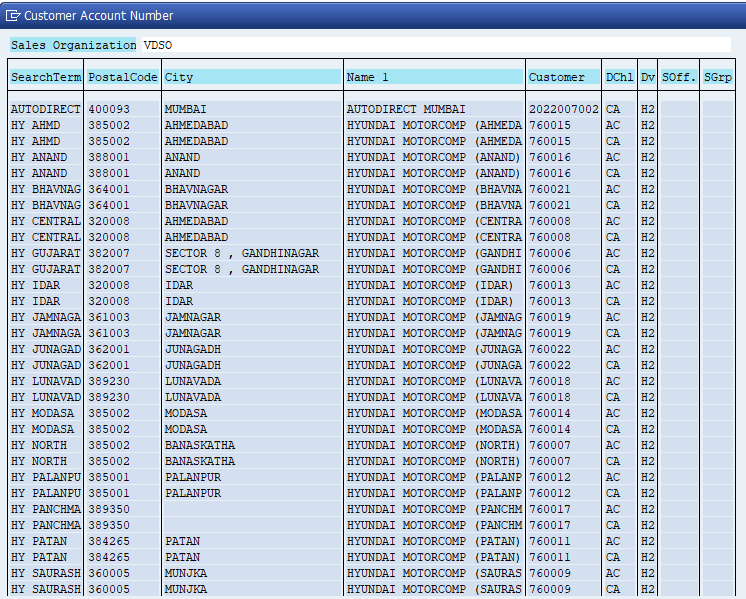 Customer Account Number
Sales Organization VDSO
SearchTerm PostalCode City Name 1 Customer DChl Dv SOff. SGrp
AUTODIRECT 400093 MUMBAI AUTODIRECT MUMBAI 2022007002 CA H2
HY AHMD 385002 AHMEDABAD HYUNDAI MOTORCOMP (AHMEDA 760015 AC H2
HY AHMD 385002 AHMEDABAD HYUNDAI MOTORCOMP (AHMEDA 760015 CA H2
HY ANAND 388001 ANAND HYUNDAI MOTORCOMP (ANAND) 760016 AC H2
HY ANAND 388001 ANAND HYUNDAI MOTORCOMP (ANAND) 760016 CA H2
HY BHAVNAG 364001 BHAVNAGAR HYUNDAI MOTORCOMP (BHAVNA 760021 AC H2
HY BHAVNAG 364001 BHAVNAGAR HYUNDAI MOTORCOMP (BHAVNA 760021 CA H2
HY CENTRAL 320008 AHMEDABAD HYUNDAI MOTORCOMP (CENTRA 760008 AC H2
HY CENTRAL 320008 AHMEDABAD HYUNDAI MOTORCOMP (CENTRA 760008 CA H2
HY GUJARAT 382007 SECTOR 8 , GANDHINAGAR HYUNDAI MOTORCOMP (GANDHI 760006 AC H2
HY GUJARAT 382007 SECTOR 8 , GANDHINAGAR HYUNDAI MOTORCOMP (GANDHI 760006 CA H2
HY IDAR 320008 IDAR HYUNDAI MOTORCOMP (IDAR) 760013 AC H2
HY IDAR 320008 IDAR HYUNDAI MOTORCOMP (IDAR) 760013 CA H2
HY JAMNAGA 361003 JAMNAGAR HYUNDAI MOTORCOMP (JAMNAG 760019 AC H2
HY JAMNAGA 361003 JAMNAGAR HYUNDAI MOTORCOMP (JAMNAG 760019 CA H2
HY JUNAGAD 362001 JUNAGADH HYUNDAI MOTORCOMP (JUNAGA 760022 AC H2
HY JUNAGAD 362001 JUNAGADH HYUNDAI MOTORCOMP (JUNAGA 760022 CA H2
HY LUNAVAD 389230 LUNAVADA HYUNDAI MOTORCOMP (LUNAVA 760018 AC H2
HY LUNAVAD 389230 LUNAVADA HYUNDAI MOTORCOMP (LUNAVA 760018 CA H2
HY MODASA 385002 MODASA HYUNDAI MOTORCOMP (MODASA 760014 AC H2
HY MODASA 385002 MODASA HYUNDAI MOTORCOMP (MODASA 760014 CA H2
HY NORTH 385002 BANASKATHA HYUNDAI MOTORCOMP (NORTH) 760007 AC H2
HY NORTH 385002 BANASKATHA HYUNDAI MOTORCOMP (NORTH) 760007 CA H2
HY PALANPU 385001 PALANPUR HYUNDAI MOTORCOMP (PALANP 760012 AC H2
HY PALANPU 385001 PALANPUR HYUNDAI MOTORCOMP (PALANP 760012 CA H2
HY PANCHMA 389350 HYUNDAI MOTORCOMP (PANCHM 760017 AC H2
HY PANCHMA 389350 HYUNDAI MOTORCOMP (PANCHM 760017 CA H2
HY PATAN 384265 PATAN HYUNDAI MOTORCOMP (PATAN) 760011 AC H2
HY PATAN 384265 PATAN HYUNDAI MOTORCOMP (PATAN) 760011 CA H2
HY SAURASH 360005 MUNJKA HYUNDAI MOTORCOMP (SAURAS 760009 AC H2
HY SAURASH 360005 MUNJKA HYUNDAI MOTORCOMP (SAURAS 760009 CA H2